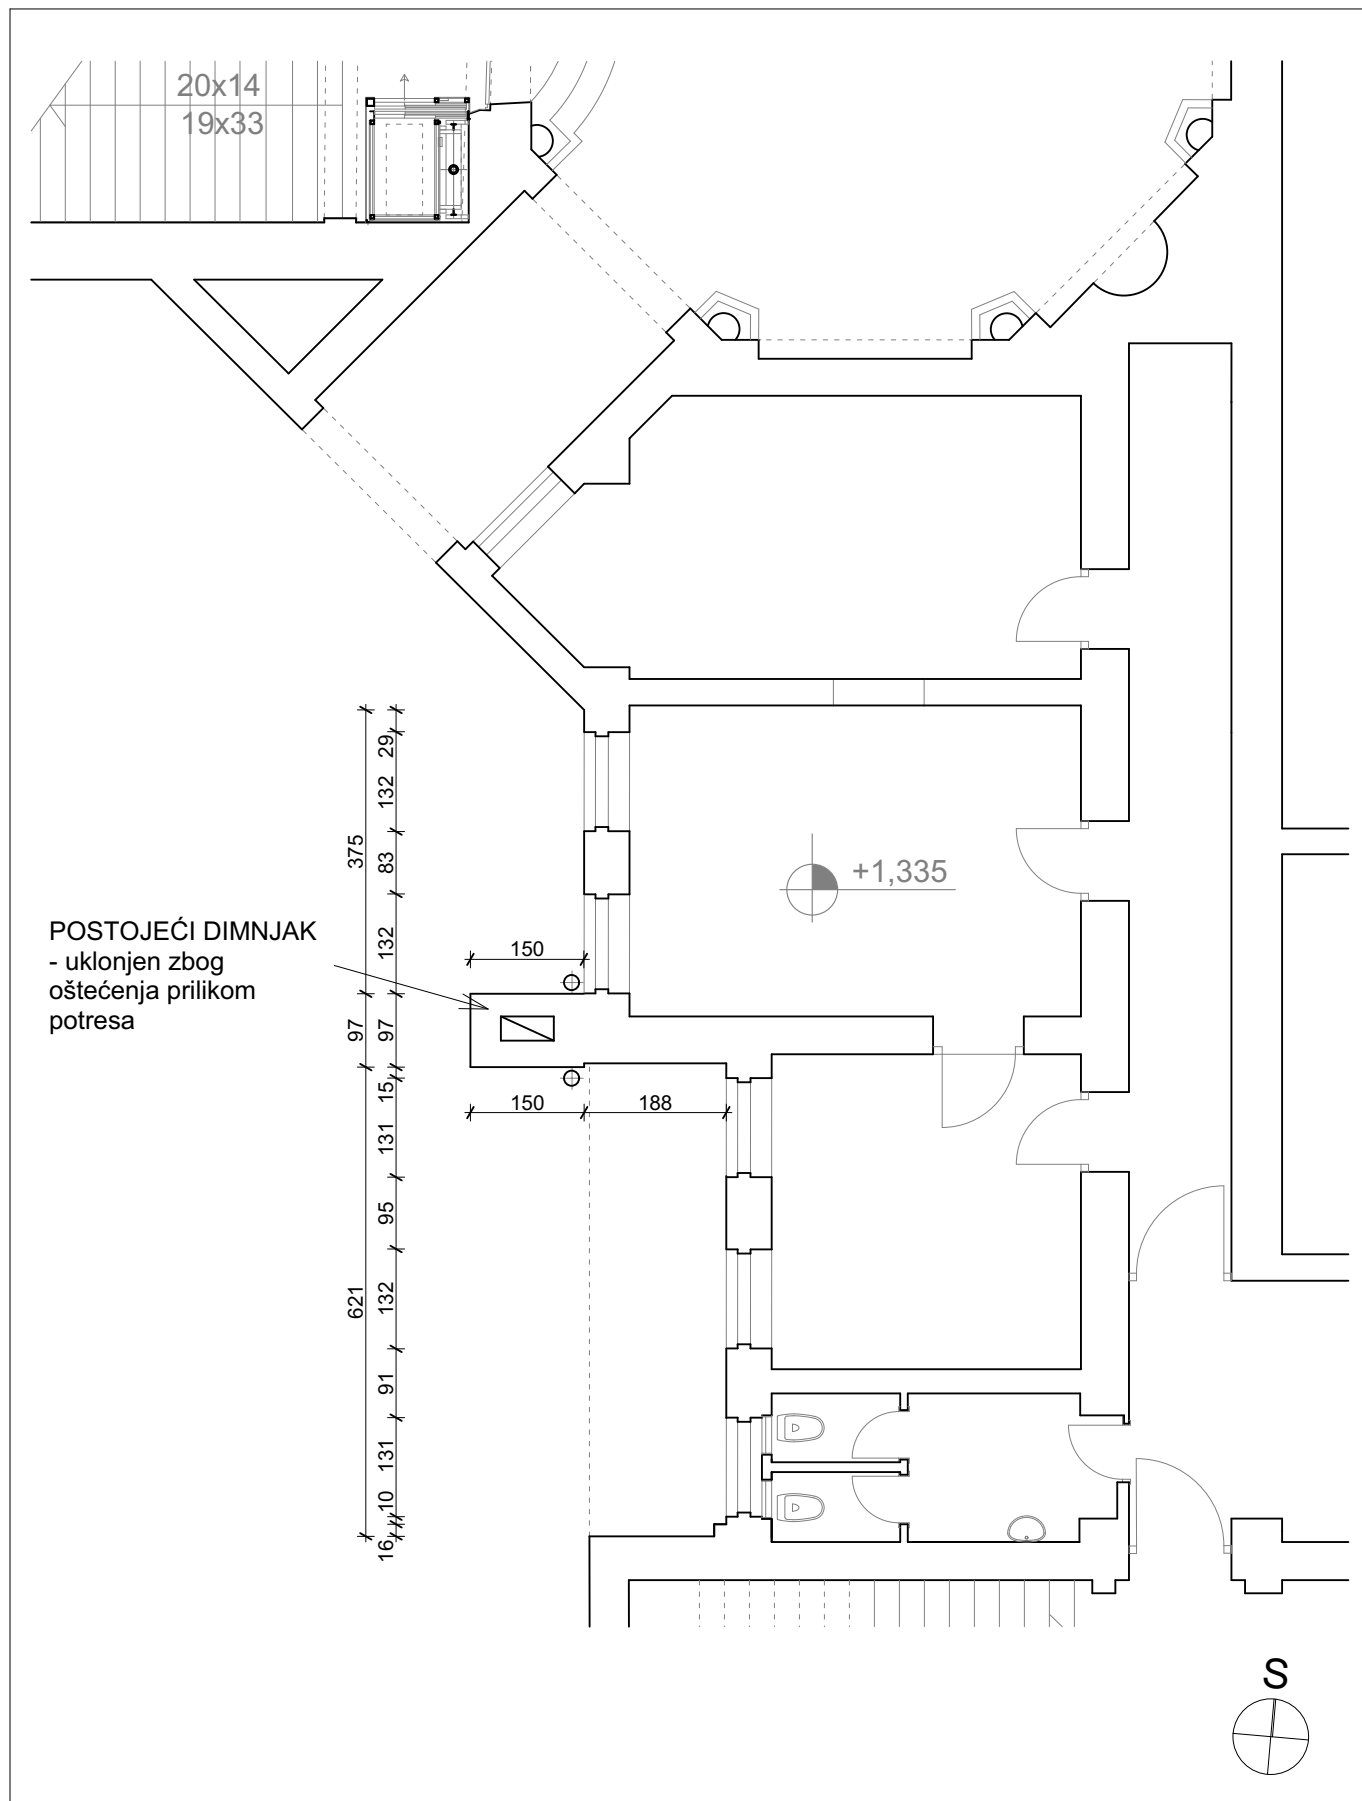 20x14
19x33
29
132
375
83
+1,335
POSTOJEĆI DIMNJAK
- uklonjen zbog
oštećenja prilikom
potresa
132
150
97
97
15
150
188
131
95
621
132
91
131
10
16
S